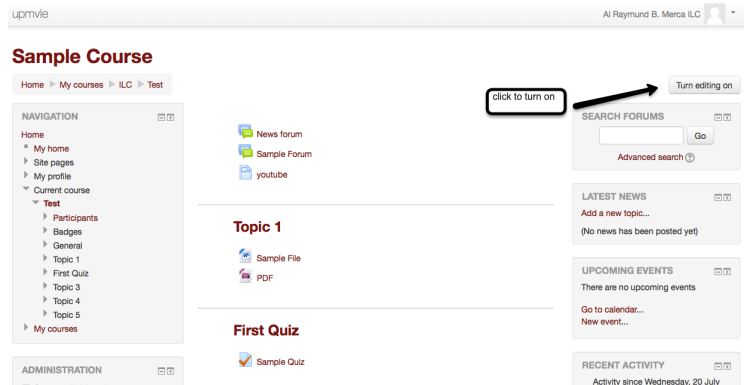 upmvle
Al Raymund B. Merca ILC
Sample Course
Home My courses ILC Test
click to turn on
Turn editing on
NAVIGATION
Home
My home
Site pages
My profile
Current course
Test
Participants
Badges
General
Topic 1
First Quiz
Topic 3
Topic 4
Topic 5
My courses
ADMINISTRATION
News forum
Sample Forum
youtube
Topic 1
Sample File
PDF
First Quiz
Sample Quiz
SEARCH FORUMS
Go
Advanced search
LATEST NEWS
Add a new topic...
(No news has been posted yet)
UPCOMING EVENTS
There are no upcoming events
Go to calendar...
New event...
RECENT ACTIVITY
Activity since Wednesday, 20 July